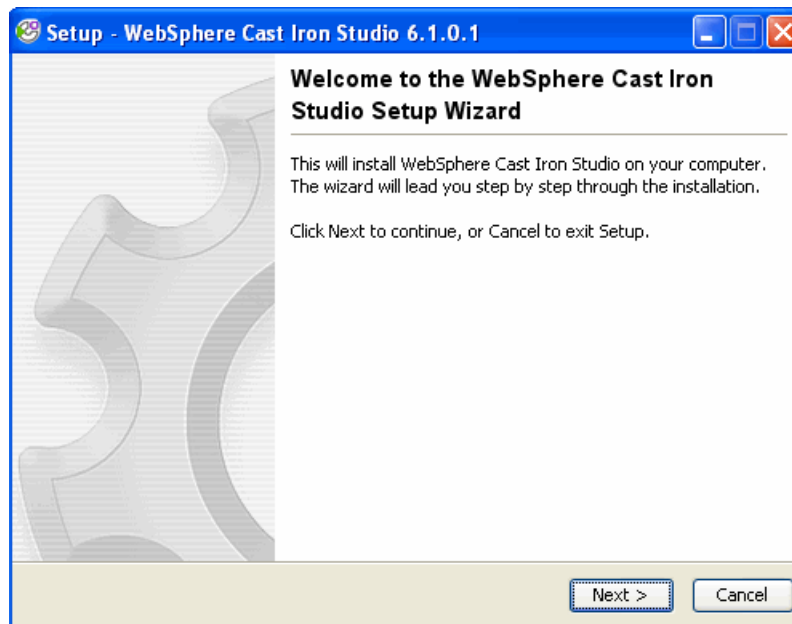 Setup - WebSphere Cast Iron Studio 6.1.0.1
Welcome to the WebSphere Cast Iron
Studio Setup Wizard
This will install WebSphere Cast Iron Studio on your computer.
The wizard will lead you step by step through the installation.
Click Next to continue, or Cancel to exit Setup.
Next >
Cancel